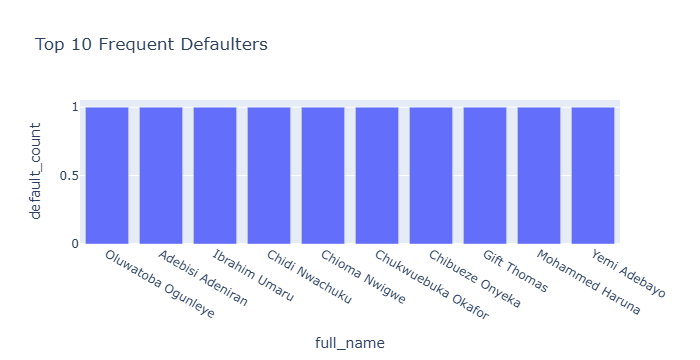 Top 10 Frequent Defaulters
default_count
1
0.5
0
Oluwatoba Ogunleye
Adebisi Adeniran
Ibrahim Umaru
Chidi Nwachuku
Chioma Nwigwe
Chukwuebuka Okafor
Chibueze Onyeka
Gift Thomas
Mohammed Haruna
Yemi Adebayo
full_name